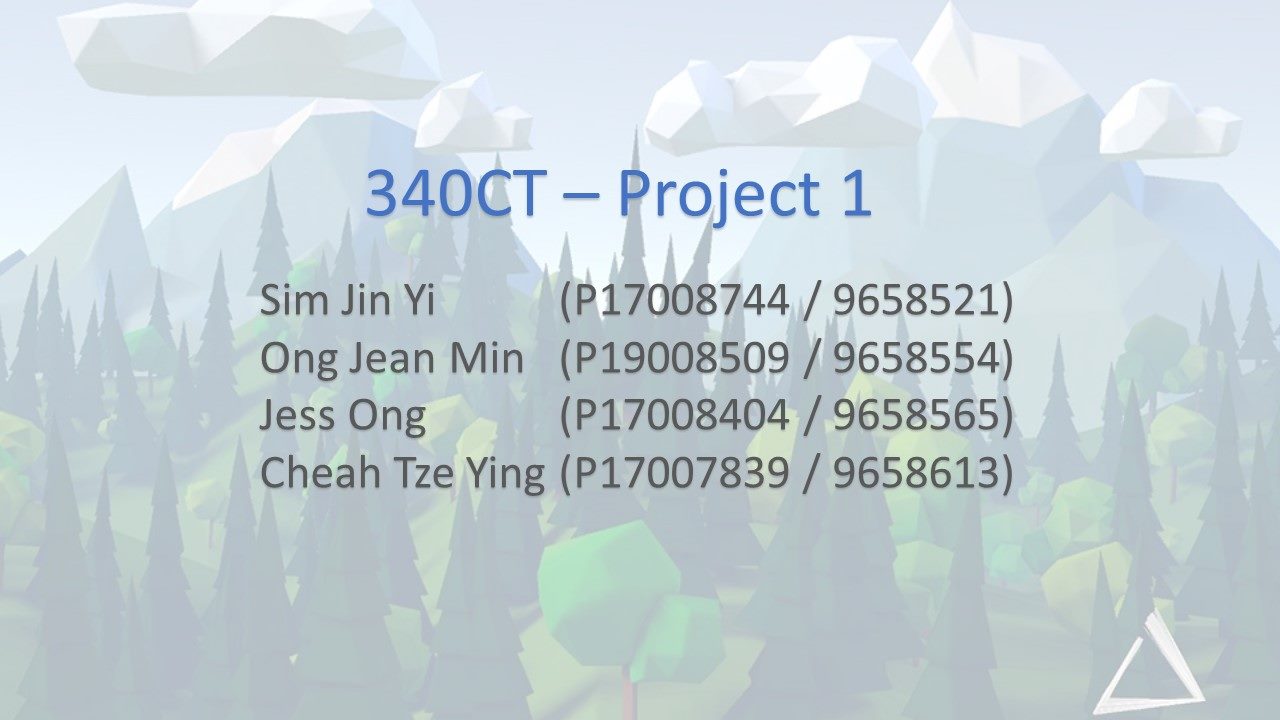 340CT – Project 1
Sim Jin Yi (P17008744 / 9658521)
Ong Jean Min (P19008509 / 9658554)
Jess Ong (P17008404 / 9658565)
Cheah Tze Ying (P17007839 / 9658613)